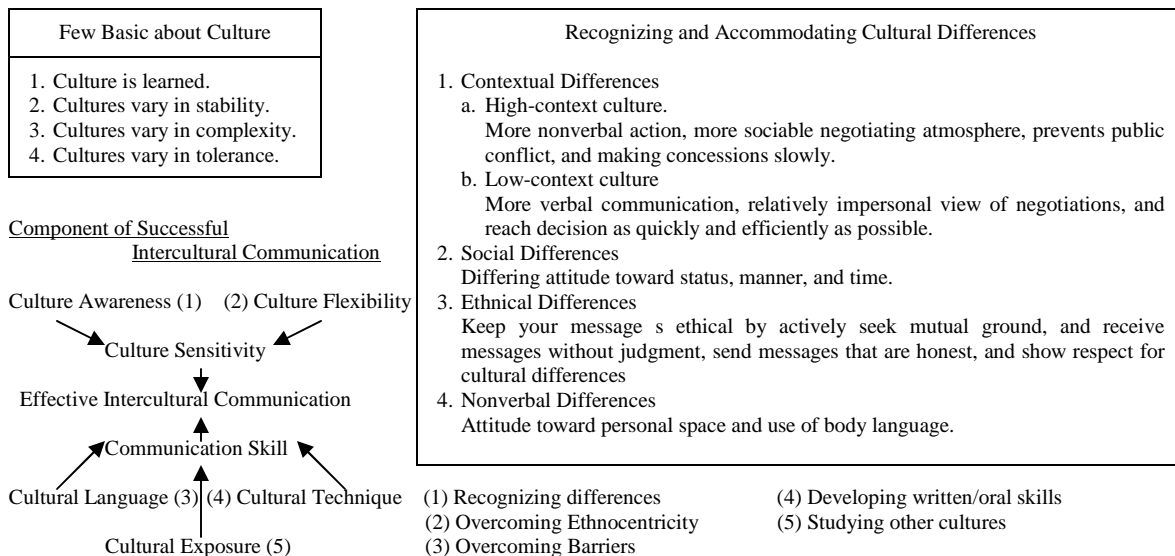 Few Basic about Culture
1. Culture is learned.
2. Cultures vary in stability.
3. Cultures vary in complexity.
4. Cultures vary in tolerance.
Component of Successful
Intercultural Communication
Culture Awareness (1) (2) Culture Flexibility
Culture Sensitivity
Effective Intercultural Communication
Communication Skill
Cultural Language (3) (4) Cultural Technique
Cultural Exposure (5)
Recognizing and Accommodating Cultural Differences
1. Contextual Differences
a. High-context culture.
More nonverbal action, more sociable negotiating atmosphere, prevents public
conflict, and making concessions slowly.
b. Low-context culture
More verbal communication, relatively impersonal view of negotiations, and
reach decision as quickly and efficiently as possible.
2. Social Differences
Differing attitude toward status, manner, and time.
3. Ethnical Differences
Keep your message s ethical by actively seek mutual ground, and receive
messages without judgment, send messages that are honest, and show respect for
cultural differences
4. Nonverbal Differences
Attitude toward personal space and use of body language.
(1) Recognizing differences
(2) Overcoming Ethnocentricity
(3) Overcoming Barriers
(4) Developing written/oral skills
(5) Studying other cultures